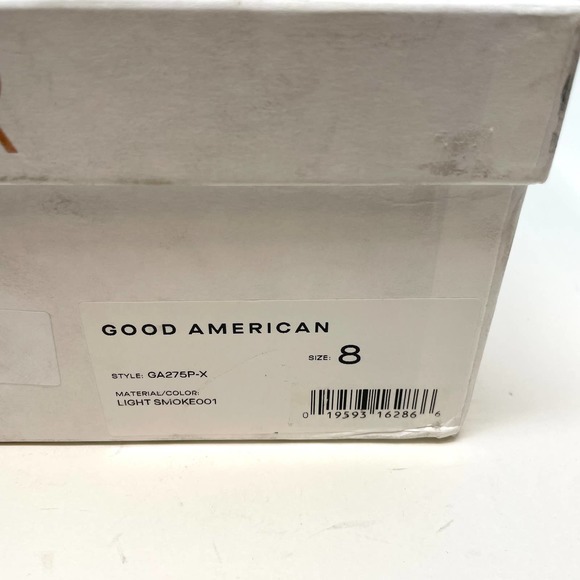 GOOD AMERICAN
SIZE: 8
STYLE: GA275P-X
MATERIAL/COLOR:
LIGHT SMOKE001
0 19593 16286 6